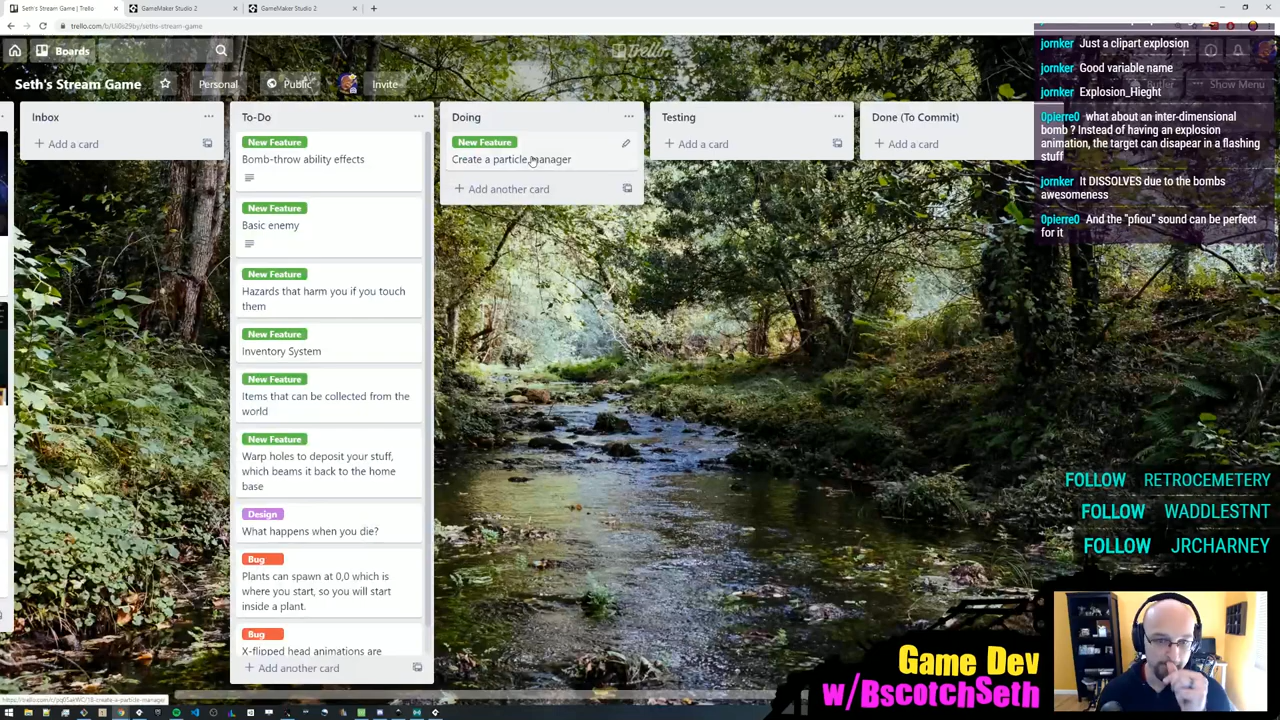 Seth's Stream Game | Trello
GameMaker Studio 2
GameMaker Studio 2
Boards
Trello
Seth's Stream Game
Personal
Public
Invite
Butler
Show Menu
Inbox
Add a card
To-Do
New Feature
Bomb-throw ability effects
New Feature
Basic enemy
New Feature
Hazards that harm you if you touch
them
New Feature
Inventory System
New Feature
Items that can be collected from the
world
New Feature
Warp holes to deposit your stuff,
which beams it back to the home
base
Design
What happens when you die?
Bug
Plants can spawn at 0,0 which is
where you start, so you will start
inside a plant.
Bug
X-flipped head animations are
Add another card
Doing
New Feature
Create a particle manager
Add another card
Testing
Add a card
Done (To Commit)
Add a card
jornker Just a clipart explosion
jornker Good variable name
jornker Explosion_Hieght
0pierre0 what about an inter-dimensional
bomb ? Instead of having an explosion
animation, the target can disapear in a flashing
stuff
jornker It DISSOLVES due to the bombs
awesomeness
0pierre0 And the "pfiou" sound can be perfect
for it
FOLLOW RETROCEMETERY
FOLLOW WADDLESTNT
FOLLOW JRCHARNEY
Game Dev
w/BscotchSeth